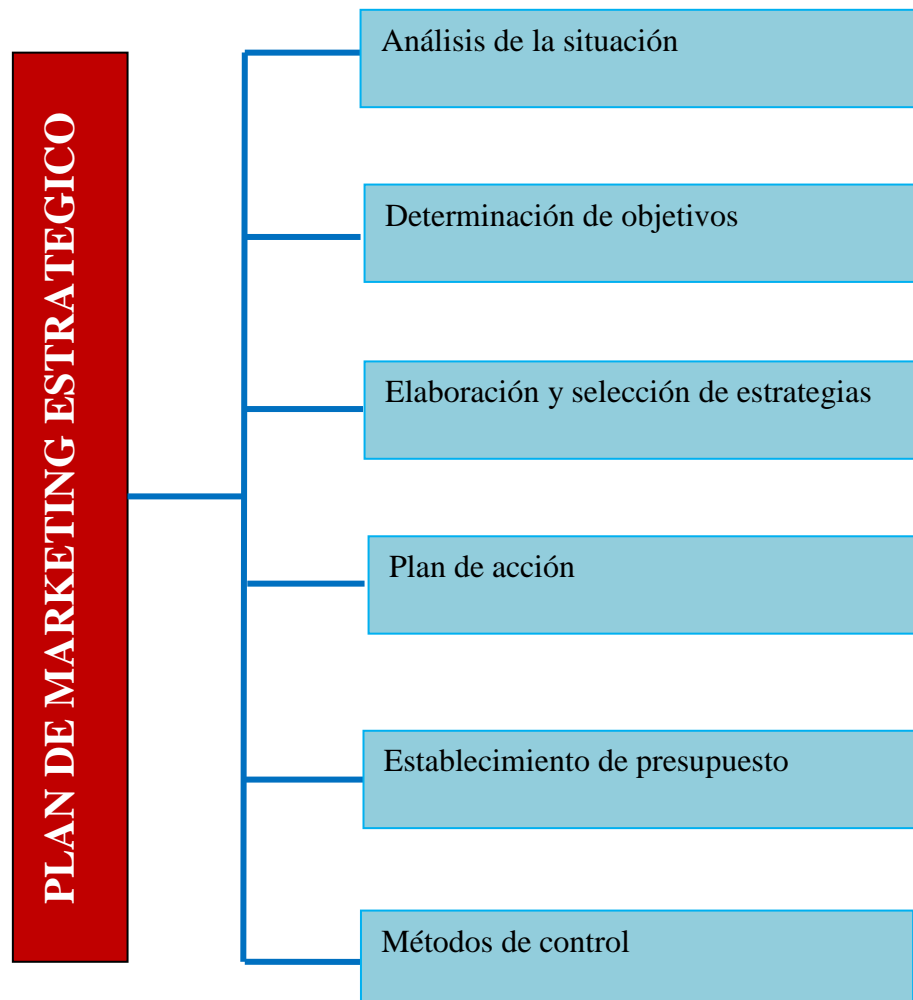 PLAN DE MARKETING ESTRATEGICO
Análisis de la situación
Determinación de objetivos
Elaboración y selección de estrategias
Plan de acción
Establecimiento de presupuesto
Métodos de control